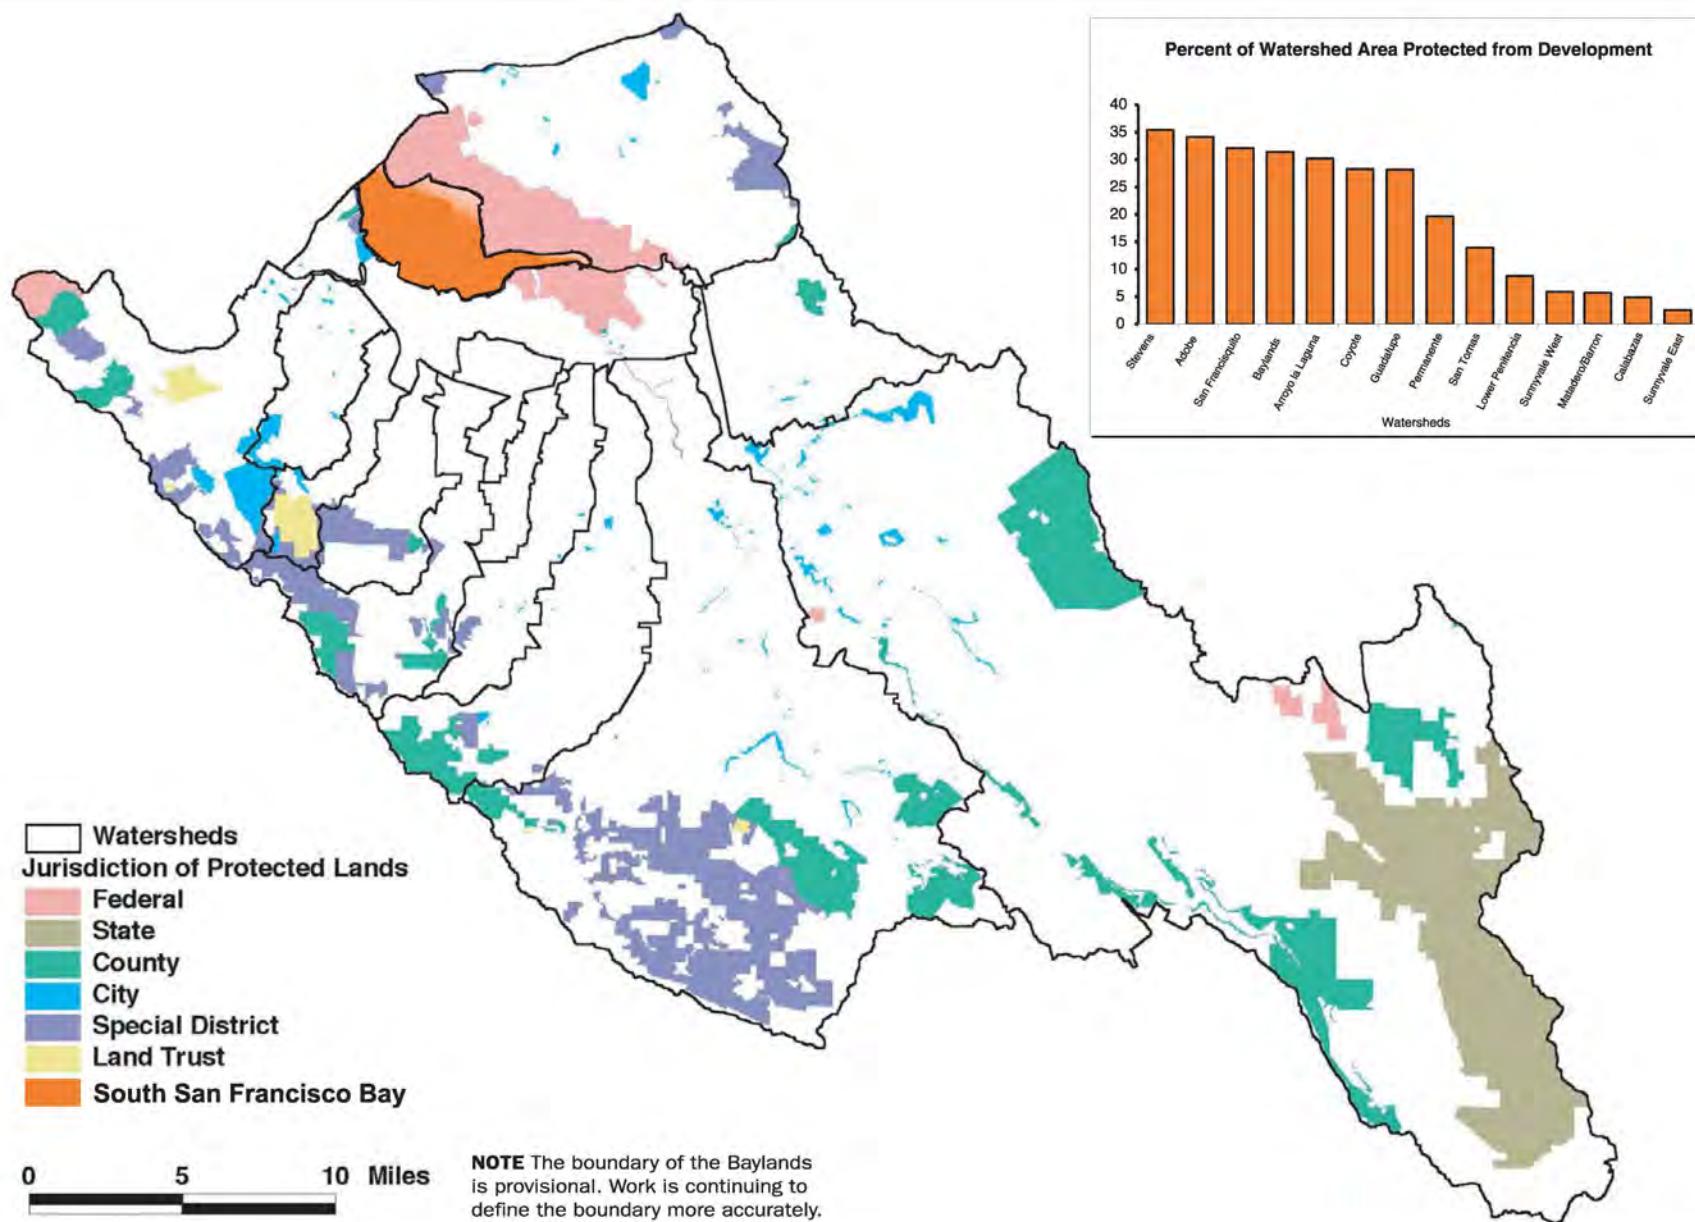 Percent of Watershed Area Protected from Development
40
35
30
25
20
15
10
5
0
Stevens
Adobe
San Francisquito
Baylands
Arroyo la Laguna
Coyote
Guadalupe
Permanente
San Tomas
Lower Penitencia
Sunnyvale West
Matadero/Barron
Calabazas
Sunnyvale East
Watersheds
Watersheds
Jurisdiction of Protected Lands
Federal
State
County
City
Special District
Land Trust
South San Francisco Bay
0 5 10 Miles
NOTE The boundary of the Baylands
is provisional. Work is continuing to
define the boundary more accurately.